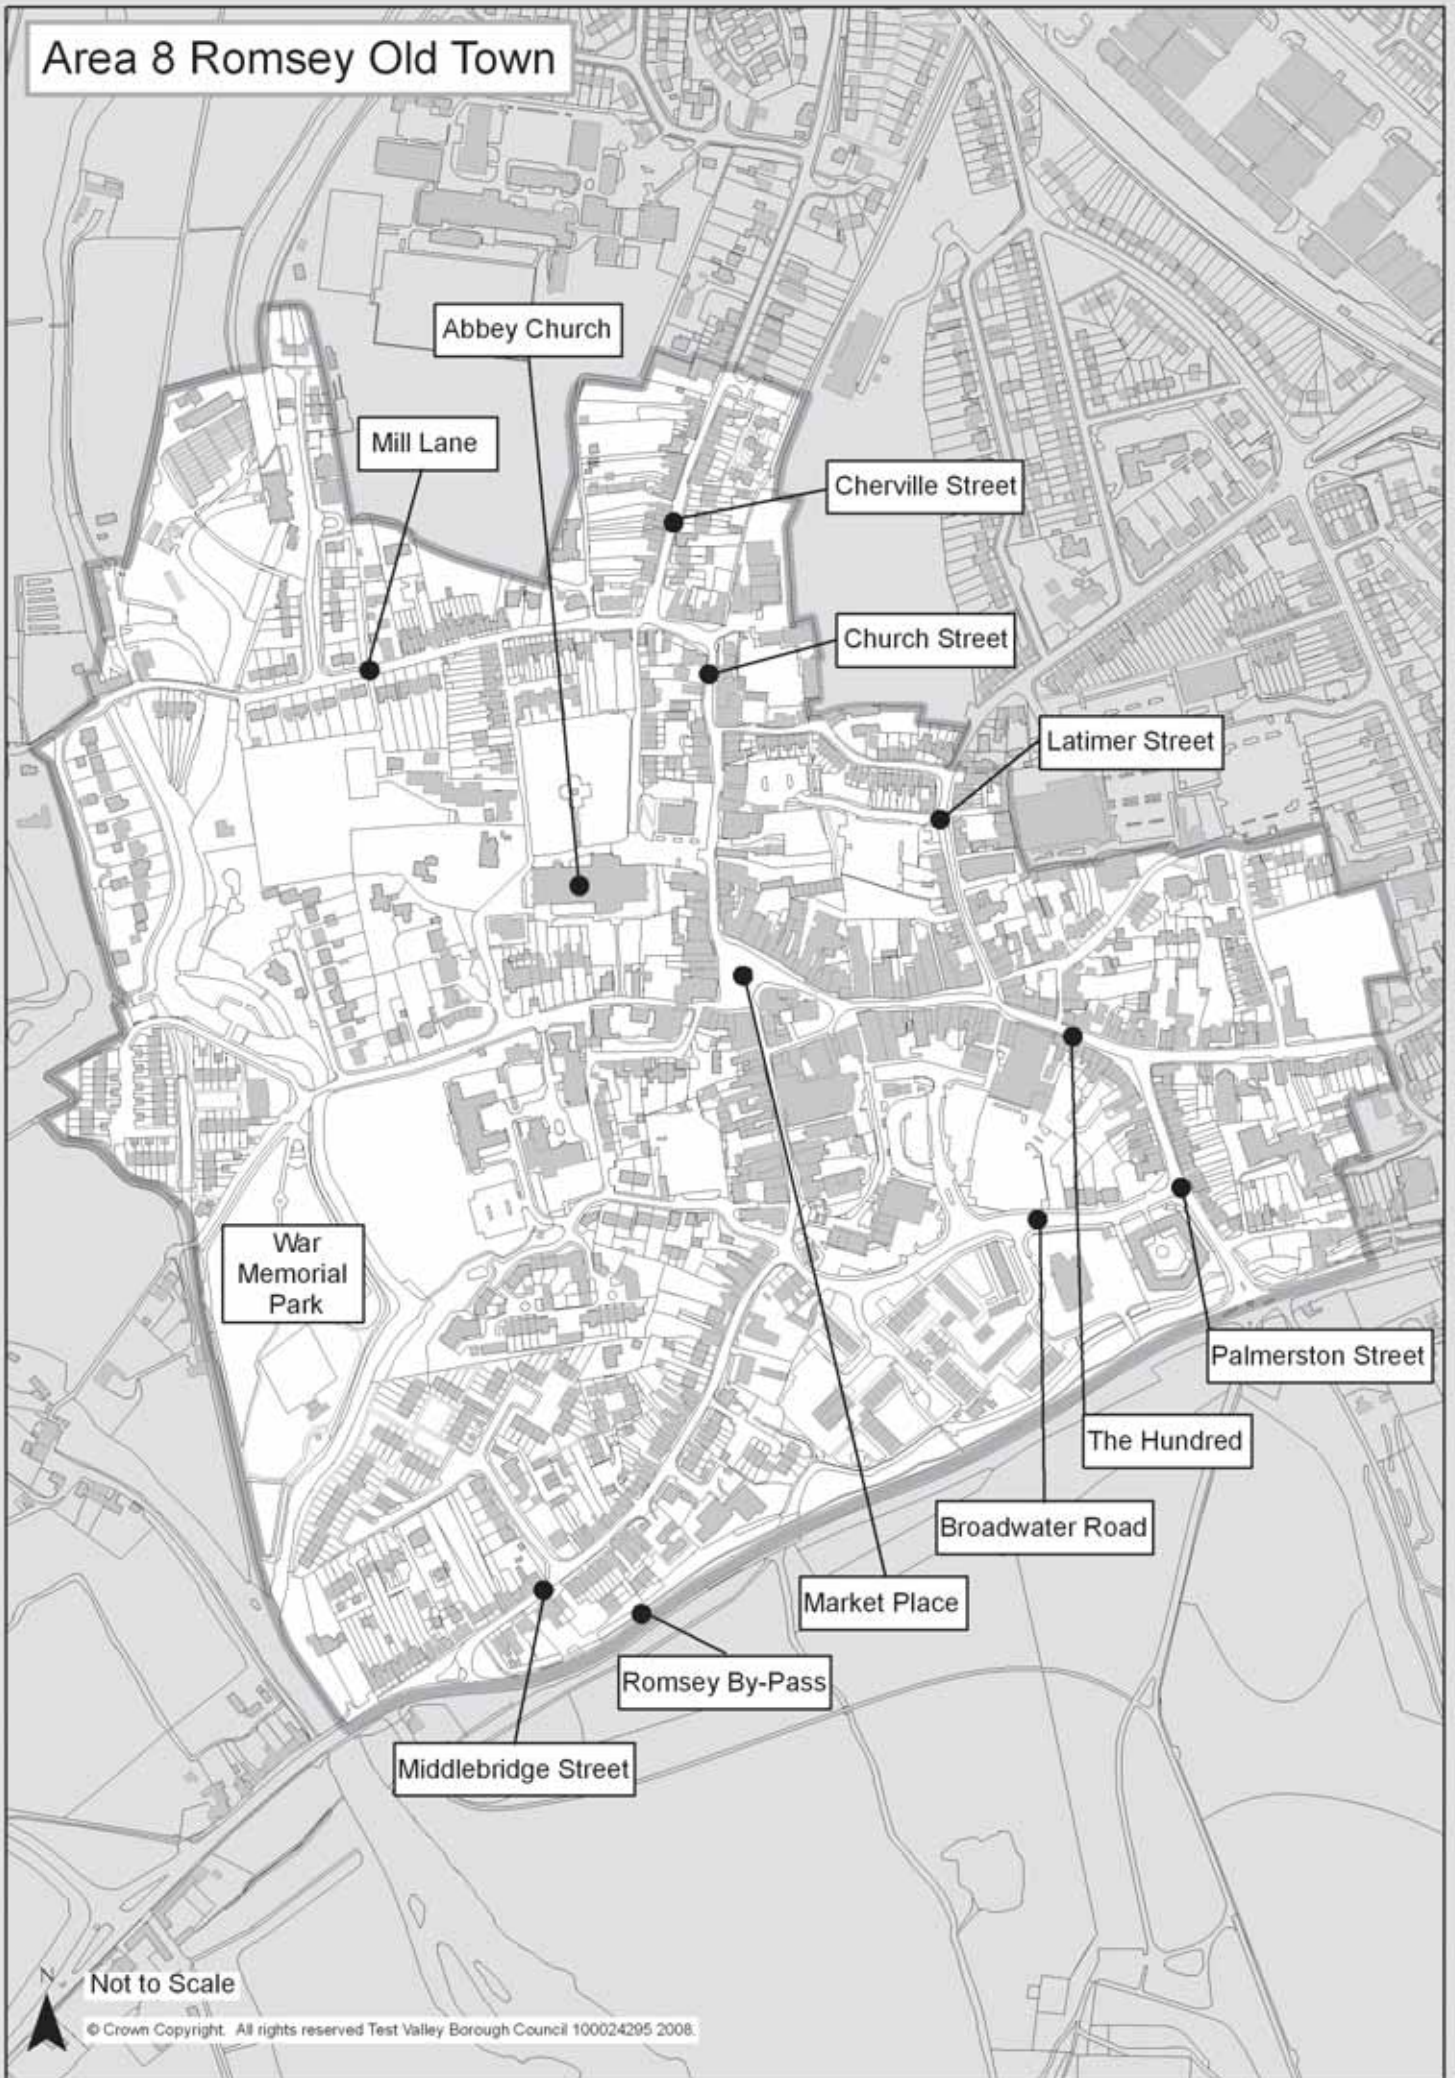 Area 8 Romsey Old Town
Abbey Church
Mill Lane
Cherville Street
Church Street
Latimer Street
War
Memorial
Park
Palmerston Street
The Hundred
Broadwater Road
Market Place
Romsey By-Pass
Middlebridge Street
N
Not to Scale
© Crown Copyright. All rights reserved Test Valley Borough Council 100024295 2008.